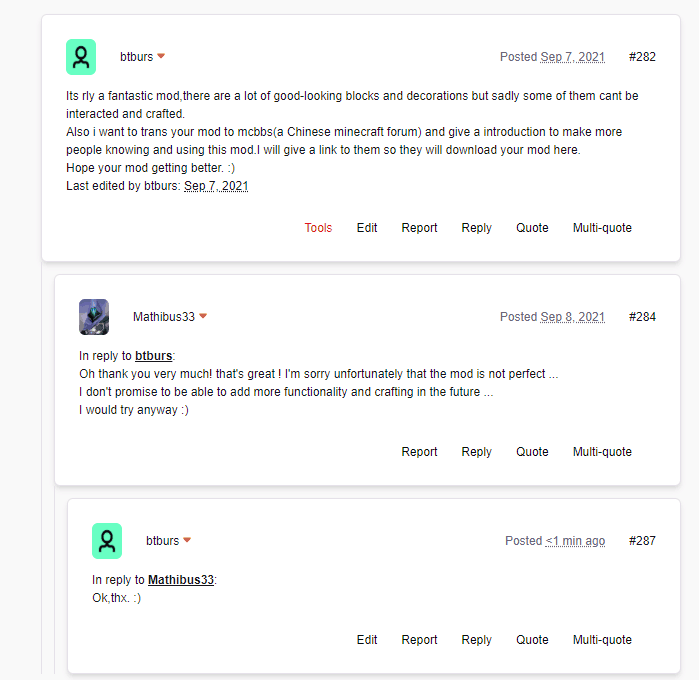 btburs
Posted Sep 7, 2021 #282
Its rly a fantastic mod,there are a lot of good-looking blocks and decorations but sadly some of them cant be
interacted and crafted.
Also i want to trans your mod to mcbbs(a Chinese minecraft forum) and give a introduction to make more
people knowing and using this mod.I will give a link to them so they will download your mod here.
Hope your mod getting better. :)
Last edited by btburs: Sep 7, 2021
Tools Edit Report Reply Quote Multi-quote
Mathibus33
Posted Sep 8, 2021 #284
In reply to btburs:
Oh thank you very much! that's great ! I'm sorry unfortunately that the mod is not perfect ...
I don't promise to be able to add more functionality and crafting in the future ...
I would try anyway :)
Report Reply Quote Multi-quote
btburs
Posted <1 min ago #287
In reply to Mathibus33:
Ok,thx. :)
Edit Report Reply Quote Multi-quote